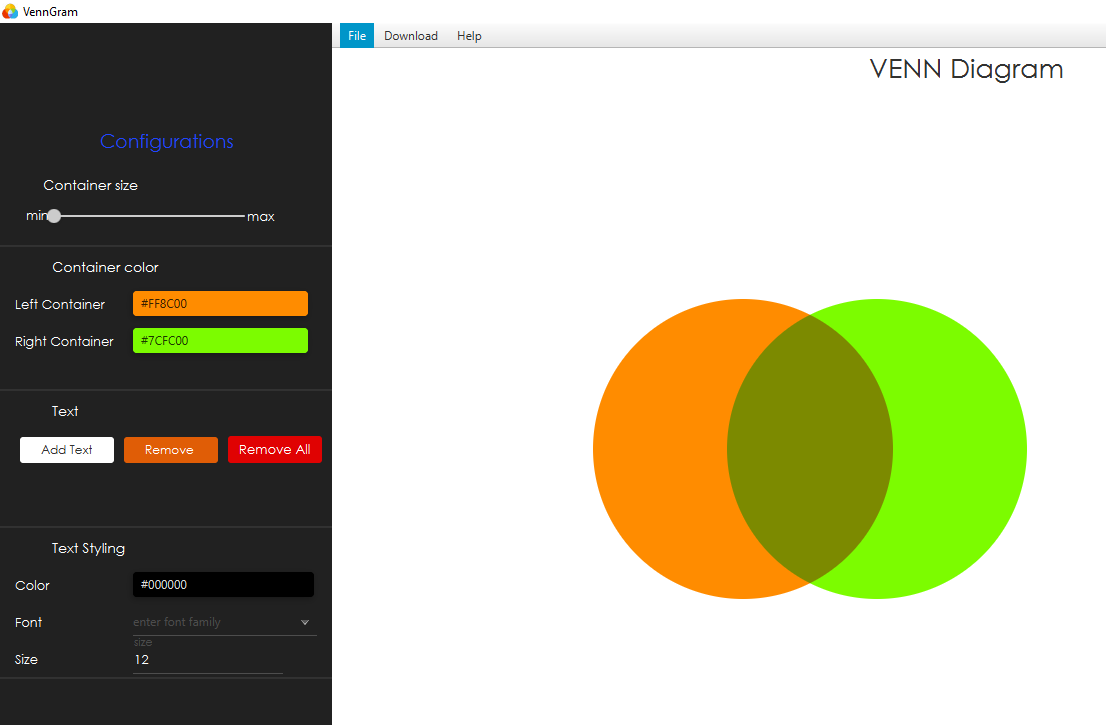 VennGram
File Download Help
VENN Diagram
Configurations
Container size
min max
Container color
Left Container #FF8C00
Right Container #7CFC00
Text
Add Text Remove Remove All
Text Styling
Color #000000
Font enter font family
size
Size 12